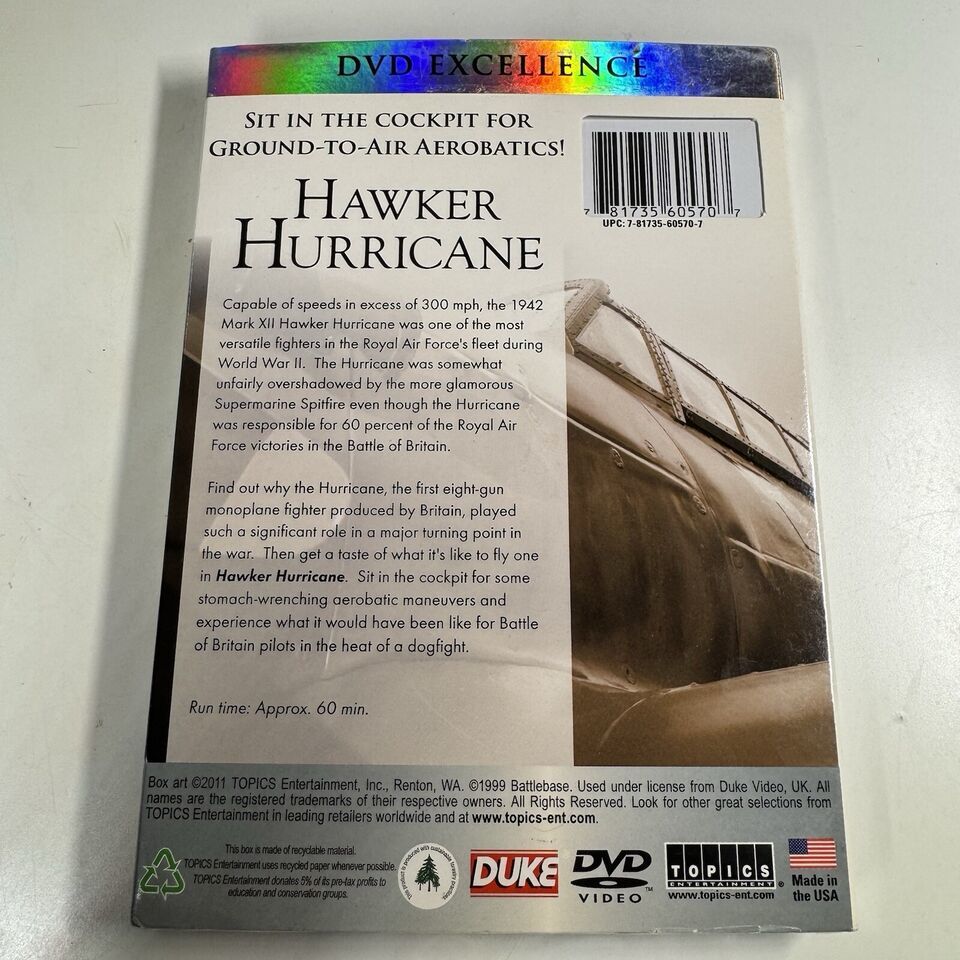 DVD EXCELLENCE
SIT IN THE COCKPIT FOR
GROUND-TO-AIR AEROBATICS!
HAWKER
HURRICANE
7 81735 60570 7
UPC: 7-81735-60570-7
Capable of speeds in excess of 300 mph, the 1942
Mark XII Hawker Hurricane was one of the most
versatile fighters in the Royal Air Force's fleet during
World War II. The Hurricane was somewhat
unfairly overshadowed by the more glamorous
Supermarine Spitfire even though the Hurricane
was responsible for 60 percent of the Royal Air
Force victories in the Battle of Britain.
Find out why the Hurricane, the first eight-gun
monoplane fighter produced by Britain, played
such a significant role in a major turning point in
the war. Then get a taste of what it's like to fly one
in Hawker Hurricane. Sit in the cockpit for some
stomach-wrenching aerobatic maneuvers and
experience what it would have been like for Battle
of Britain pilots in the heat of a dogfight.
Run time: Approx. 60 min.
Box art ©2011 TOPICS Entertainment, Inc., Renton, WA. ©1999 Battlebase. Used under license from Duke Video, UK. All
names are the registered trademarks of their respective owners. All Rights Reserved. Look for other great selections from
TOPICS Entertainment in leading retailers worldwide and at www.topics-ent.com.
This box is made of recyclable material.
TOPICS Entertainment uses recycled paper whenever possible.
TOPICS Entertainment donates 5% of its pre-tax profits to
education and conservation groups.
This product is produced with sustainable forestry practices.
DUKE
DVD
VIDEO
TM
TOPICS
ENTERTAINMENT®
www.topics-ent.com
Made in
the USA